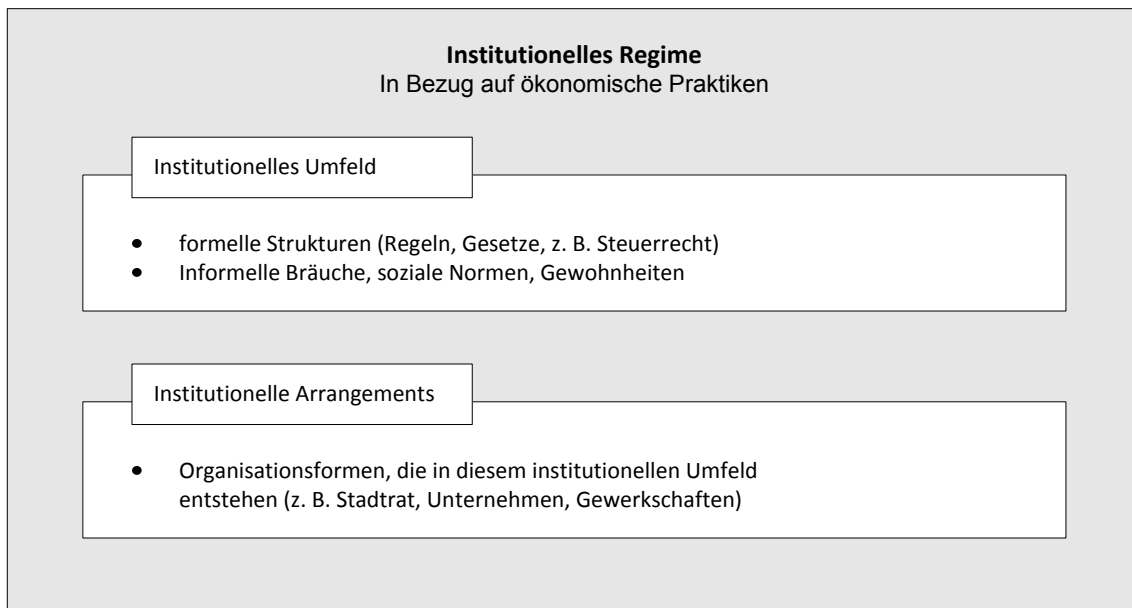 Institutionelles Regime
In Bezug auf ökonomische Praktiken
Institutionelles Umfeld
• formelle Strukturen (Regeln, Gesetze, z. B. Steuerrecht)
• Informelle Bräuche, soziale Normen, Gewohnheiten
Institutionelle Arrangements
• Organisationsformen, die in diesem institutionellen Umfeld
entstehen (z. B. Stadtrat, Unternehmen, Gewerkschaften)